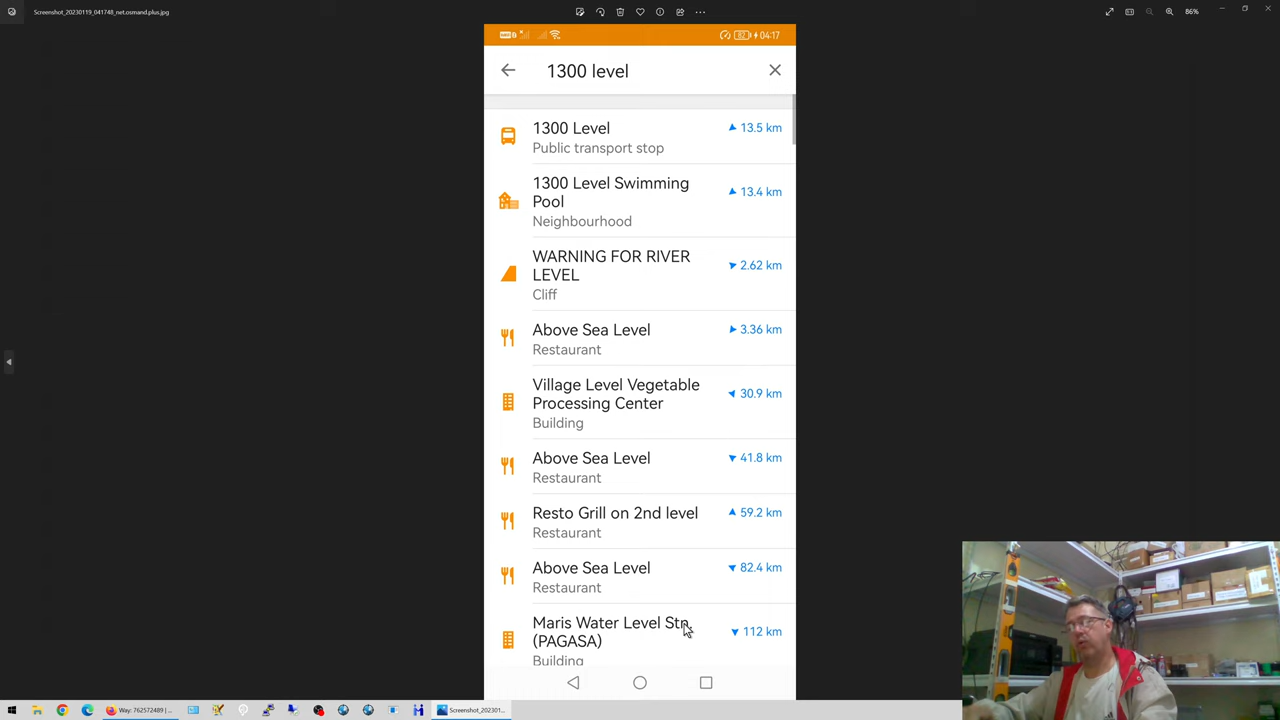 Screenshot_20230119_041748_net.osmand.plus.jpg
86%
82
04:17
1300 level
1300 Level
13.5 km
Public transport stop
1300 Level Swimming
Pool
13.4 km
Neighbourhood
WARNING FOR RIVER
LEVEL
2.62 km
Cliff
Above Sea Level
3.36 km
Restaurant
Village Level Vegetable
Processing Center
30.9 km
Building
Above Sea Level
41.8 km
Restaurant
Resto Grill on 2nd level
59.2 km
Restaurant
Above Sea Level
82.4 km
Restaurant
Maris Water Level Stn
(PAGASA)
112 km
Building
Way: 762572489 | ...
Screenshot_202301...